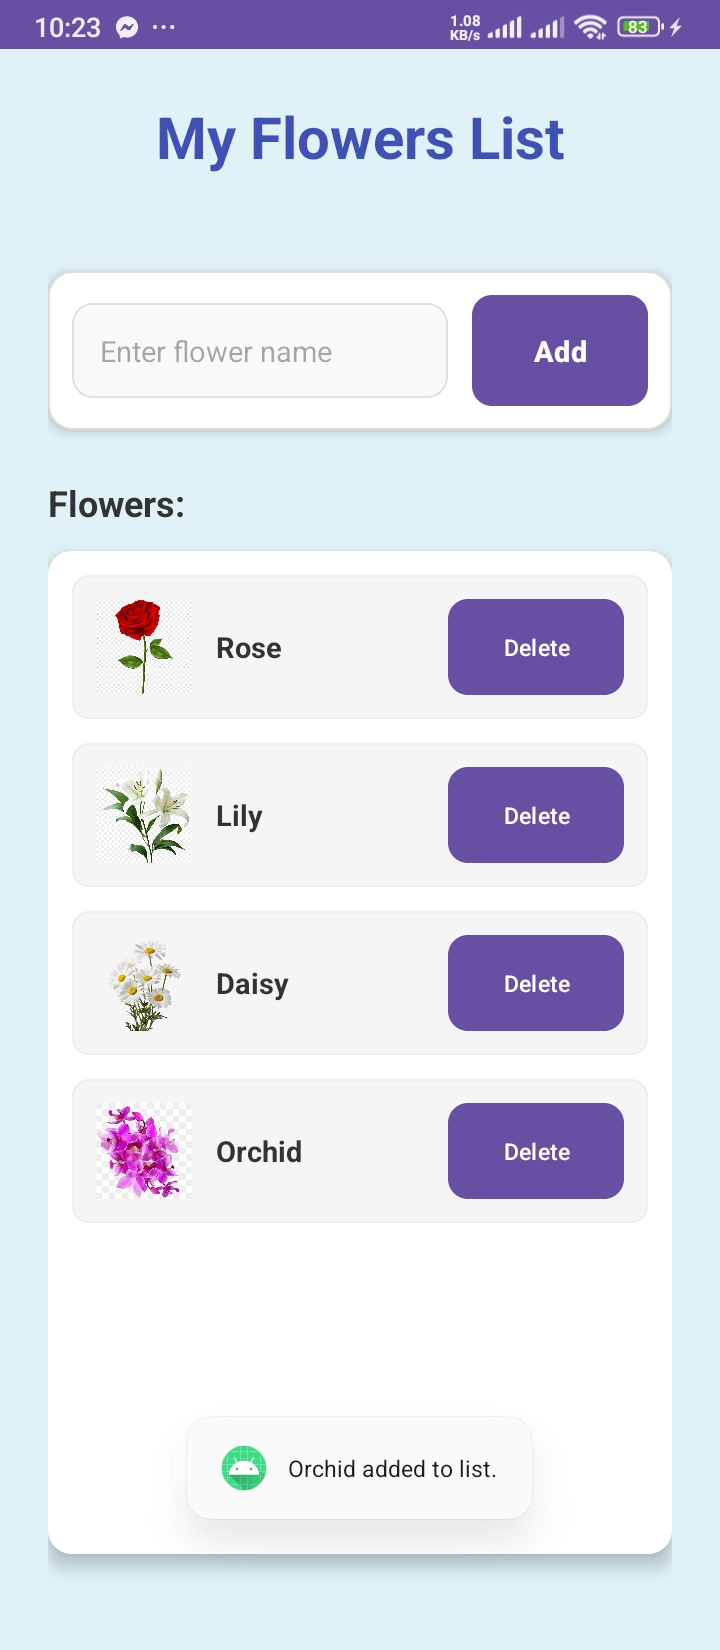 10:23
1.08
KB/s
83
My Flowers List
Enter flower name
Add
Flowers:
Rose
Delete
Lily
Delete
Daisy
Delete
Orchid
Delete
Orchid added to list.